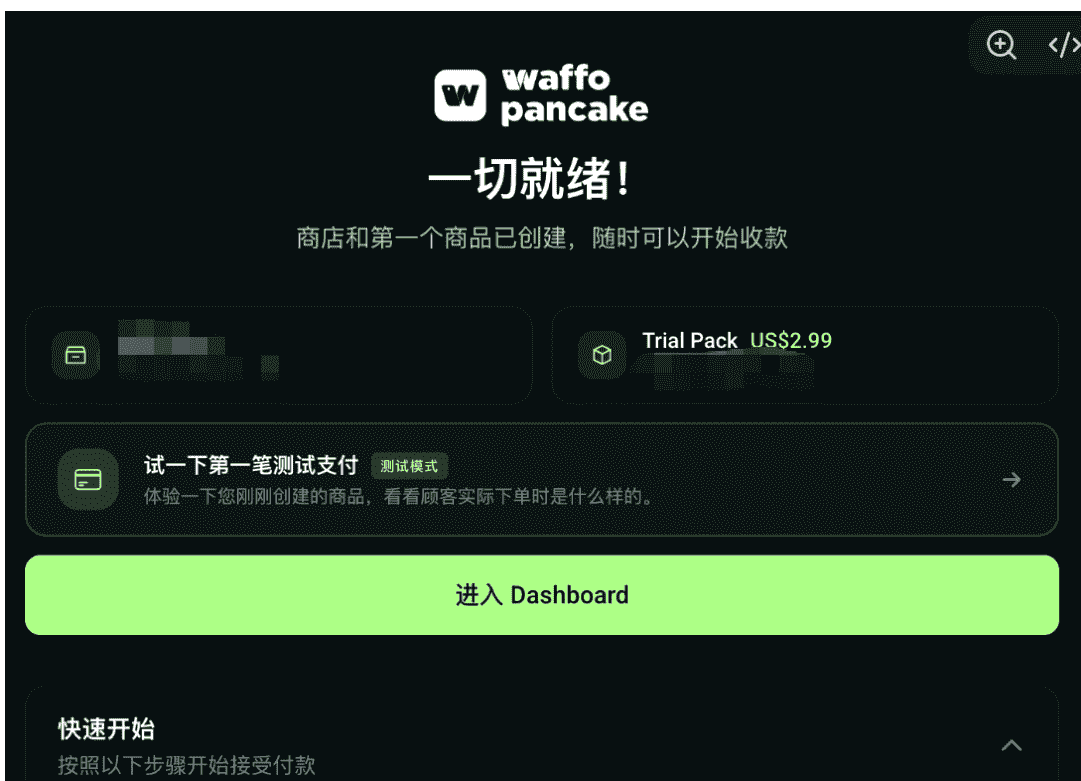 waffo
pancake
一切就绪！
商店和第一个商品已创建，随时可以开始收款
Trial Pack US$2.99
试一下第一笔测试支付 测试模式
体验一下您刚刚创建的商品，看看顾客实际下单时是什么样的。
进入 Dashboard
快速开始
按照以下步骤开始接受付款